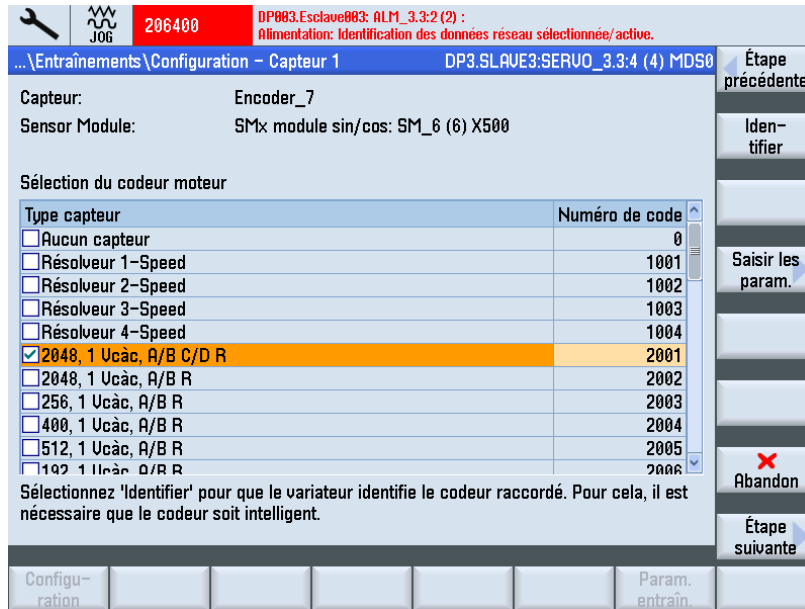 JOG
206400
DP003.Esclave003: ALM_3.3:2 (2) :
Alimentation: Identification des données réseau sélectionnée/active.
...\Entraînements\Configuration - Capteur 1
DP3.SLAVE3:SERVO_3.3:4 (4) MDS0
Étape
précédente
Capteur:
Encoder_7
Sensor Module:
SMx module sin/cos: SM_6 (6) X500
Iden-
tifier
Sélection du codeur moteur
Type capteur
Numéro de code
Aucun capteur
0
Résolveur 1-Speed
1001
Saisir les
param.
Résolveur 2-Speed
1002
Résolveur 3-Speed
1003
Résolveur 4-Speed
1004
2048, 1 Vcàc, A/B C/D R
2001
2048, 1 Vcàc, A/B R
2002
256, 1 Vcàc, A/B R
2003
400, 1 Vcàc, A/B R
2004
512, 1 Vcàc, A/B R
2005
192, 1 Vcàc, A/B R
2006
Abandon
Sélectionnez 'Identifier' pour que le variateur identifie le codeur raccordé. Pour cela, il est
nécessaire que le codeur soit intelligent.
Étape
suivante
Configu-
ration
Param.
entraîn.